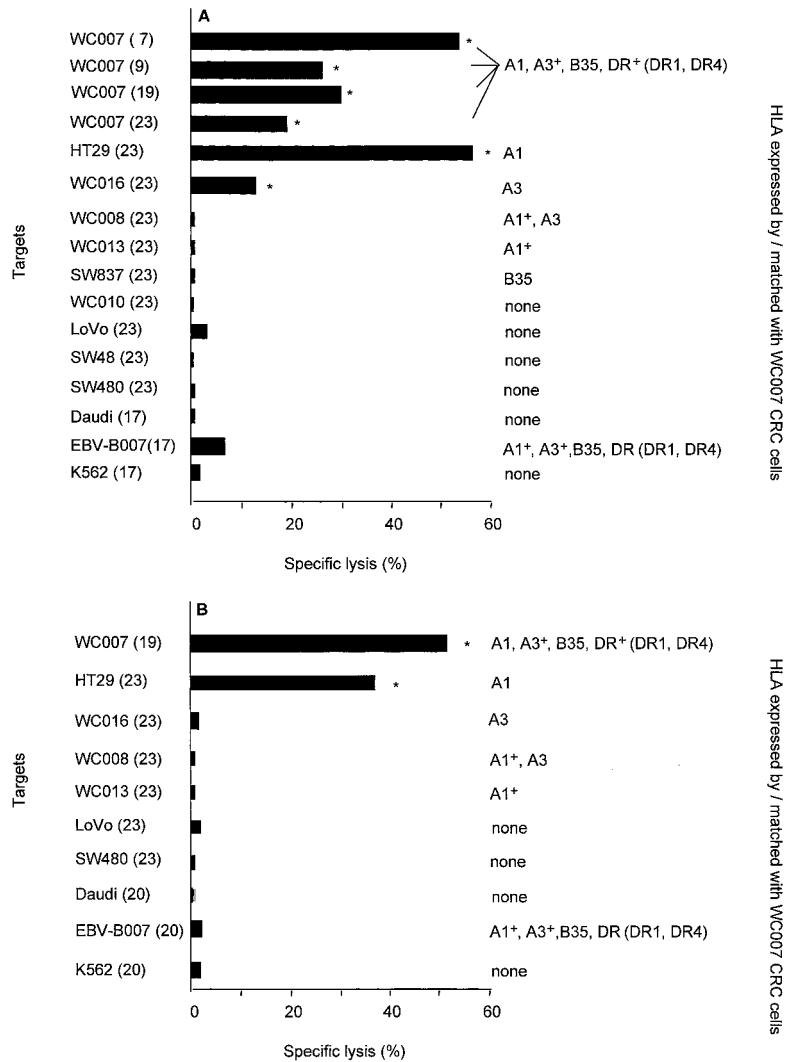 A
WC007 ( 7) * A1, A3+, B35, DR+ (DR1, DR4)
WC007 (9) *
WC007 (19) *
WC007 (23) *
HT29 (23) * A1
WC016 (23) * A3
WC008 (23) A1+, A3
WC013 (23) A1+
SW837 (23) B35
WC010 (23) none
LoVo (23) none
SW48 (23) none
SW480 (23) none
Daudi (17) none
EBV-B007(17) A1+, A3+,B35, DR (DR1, DR4)
K562 (17) none
0 20 40 60
Specific lysis (%)
Targets
HLA expressed by / matched with WC007 CRC cells
B
WC007 (19) * A1, A3+, B35, DR+ (DR1, DR4)
HT29 (23) * A1
WC016 (23) A3
WC008 (23) A1+, A3
WC013 (23) A1+
LoVo (23) none
SW480 (23) none
Daudi (20) none
EBV-B007 (20) A1+, A3+,B35, DR (DR1, DR4)
K562 (20) none
0 20 40 60
Specific lysis (%)
Targets
HLA expressed by / matched with WC007 CRC cells